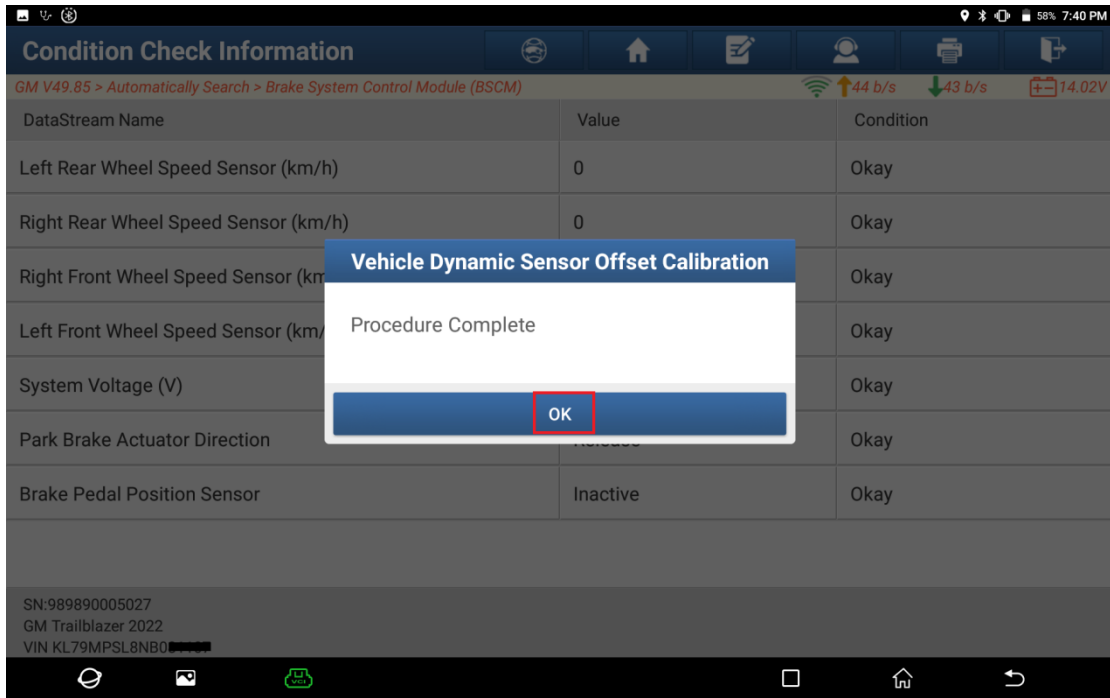 58% 7:40 PM
Condition Check Information
GM V49.85 > Automatically Search > Brake System Control Module (BSCM) 44 b/s 43 b/s 14.02V
DataStream Name Value Condition
Left Rear Wheel Speed Sensor (km/h) 0 Okay
Right Rear Wheel Speed Sensor (km/h) 0 Okay
Vehicle Dynamic Sensor Offset Calibration
Right Front Wheel Speed Sensor (km Okay
Procedure Complete
Left Front Wheel Speed Sensor (km/ Okay
System Voltage (V) Okay
OK
Park Brake Actuator Direction Okay
Brake Pedal Position Sensor Inactive Okay
SN:989890005027
GM Trailblazer 2022
VIN KL79MPSL8NB0
VCI